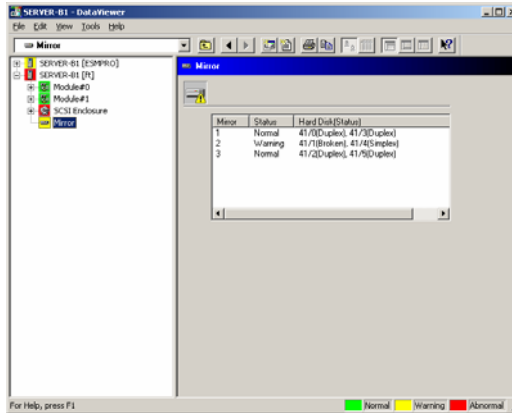 SERVER-B1 - DataViewer
File Edit View Tools Help
Mirror
SERVER-B1 [ESMPRO]
SERVER-B1 [ft]
Module#0
Module#1
SCSI Enclosure
Mirror
Mirror
Mirror Status Hard Disk(Status)
1 Normal 41/0(Duplex), 41/3(Duplex)
2 Warning 41/1(Broken), 41/4(Simplex)
3 Normal 41/2(Duplex), 41/5(Duplex)
For Help, press F1
Normal Warning Abnormal